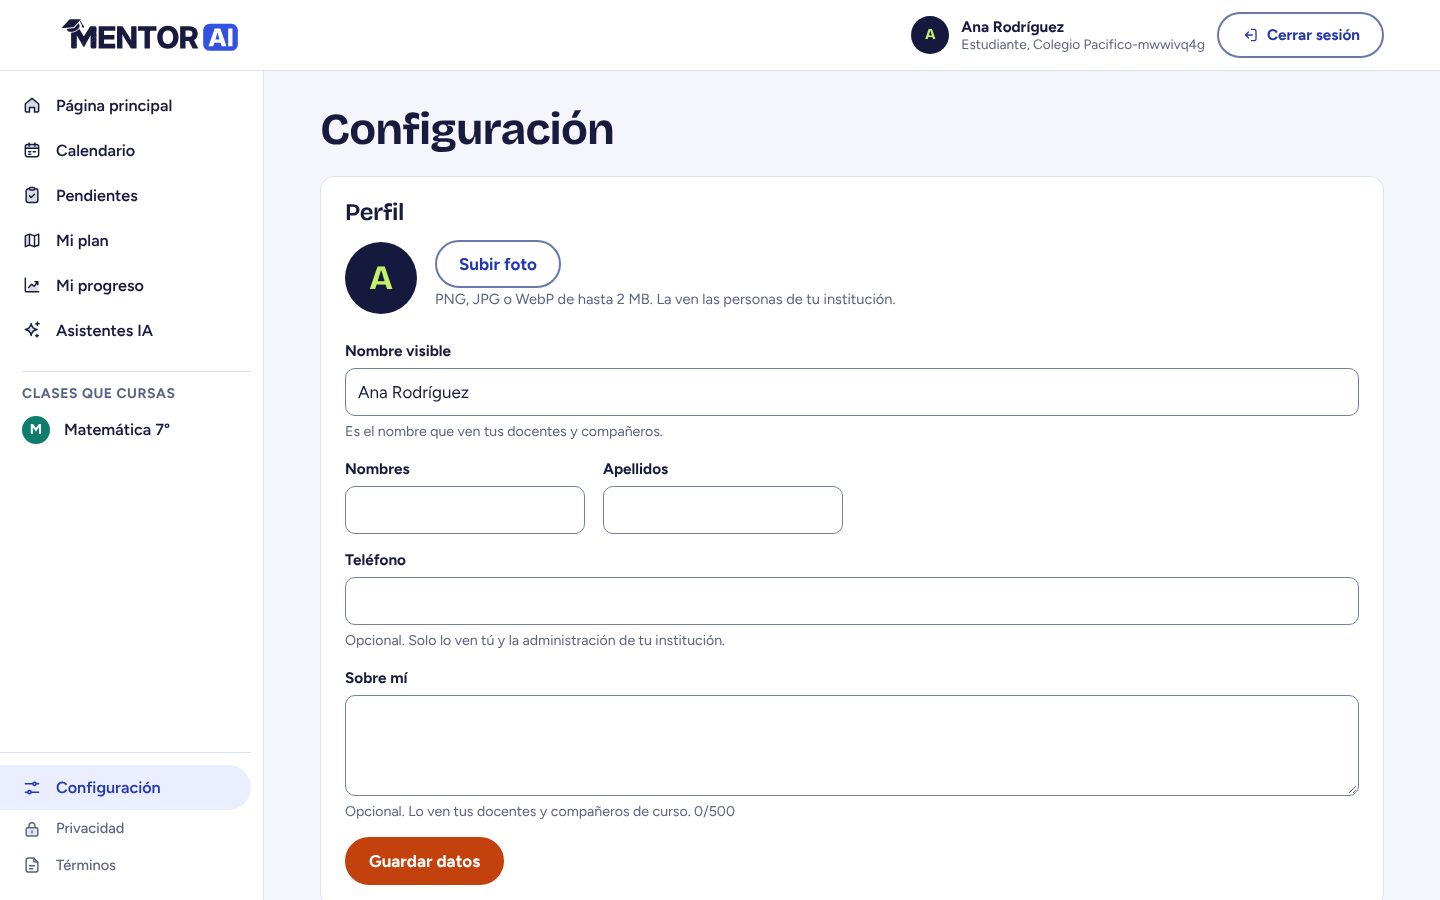 MENTOR AI
A
Ana Rodríguez
Estudiante, Colegio Pacifico-mwwivq4g
Cerrar sesión
Página principal
Calendario
Pendientes
Mi plan
Mi progreso
Asistentes IA
CLASES QUE CURSAS
M
Matemática 7°
Configuración
Privacidad
Términos
Configuración
Perfil
A
Subir foto
PNG, JPG o WebP de hasta 2 MB. La ven las personas de tu institución.
Nombre visible
Ana Rodríguez
Es el nombre que ven tus docentes y compañeros.
Nombres
Apellidos
Teléfono
Opcional. Solo lo ven tú y la administración de tu institución.
Sobre mí
Opcional. Lo ven tus docentes y compañeros de curso. 0/500
Guardar datos